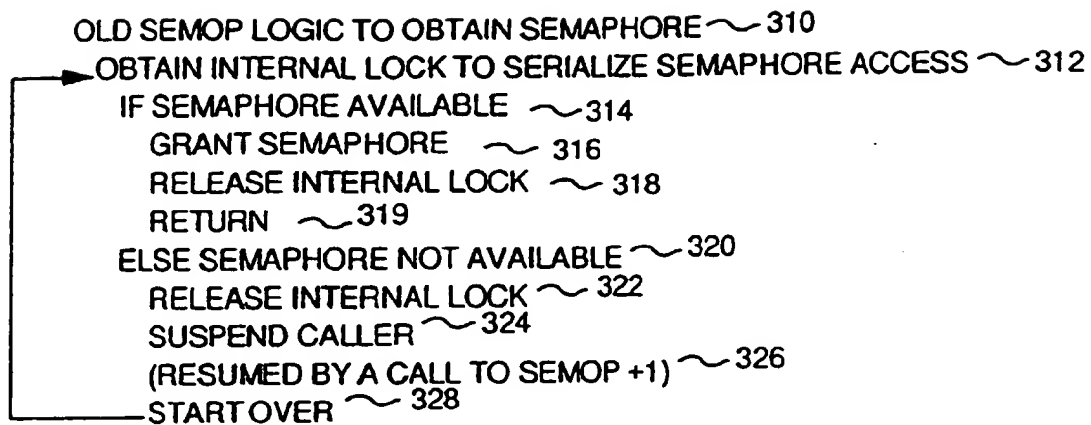 OLD SEMOP LOGIC TO OBTAIN SEMAPHORE 310
OBTAIN INTERNAL LOCK TO SERIALIZE SEMAPHORE ACCESS 312
IF SEMAPHORE AVAILABLE 314
GRANT SEMAPHORE 316
RELEASE INTERNAL LOCK 318
RETURN 319
ELSE SEMAPHORE NOT AVAILABLE 320
RELEASE INTERNAL LOCK 322
SUSPEND CALLER 324
(RESUMED BY A CALL TO SEMOP +1) 326
START OVER 328